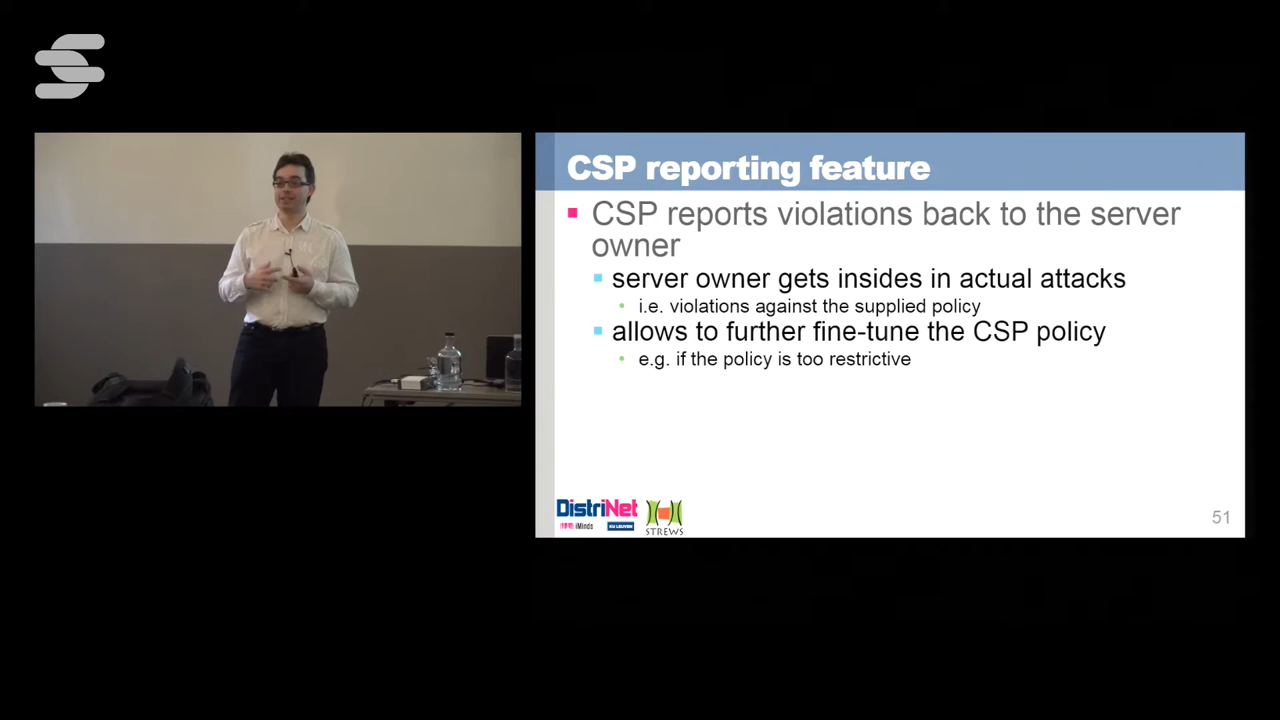 CSP reporting feature
CSP reports violations back to the server
owner
server owner gets insides in actual attacks
i.e. violations against the supplied policy
allows to further fine-tune the CSP policy
e.g. if the policy is too restrictive
DistriNet
iMinds
KU LEUVEN
STREWS
51